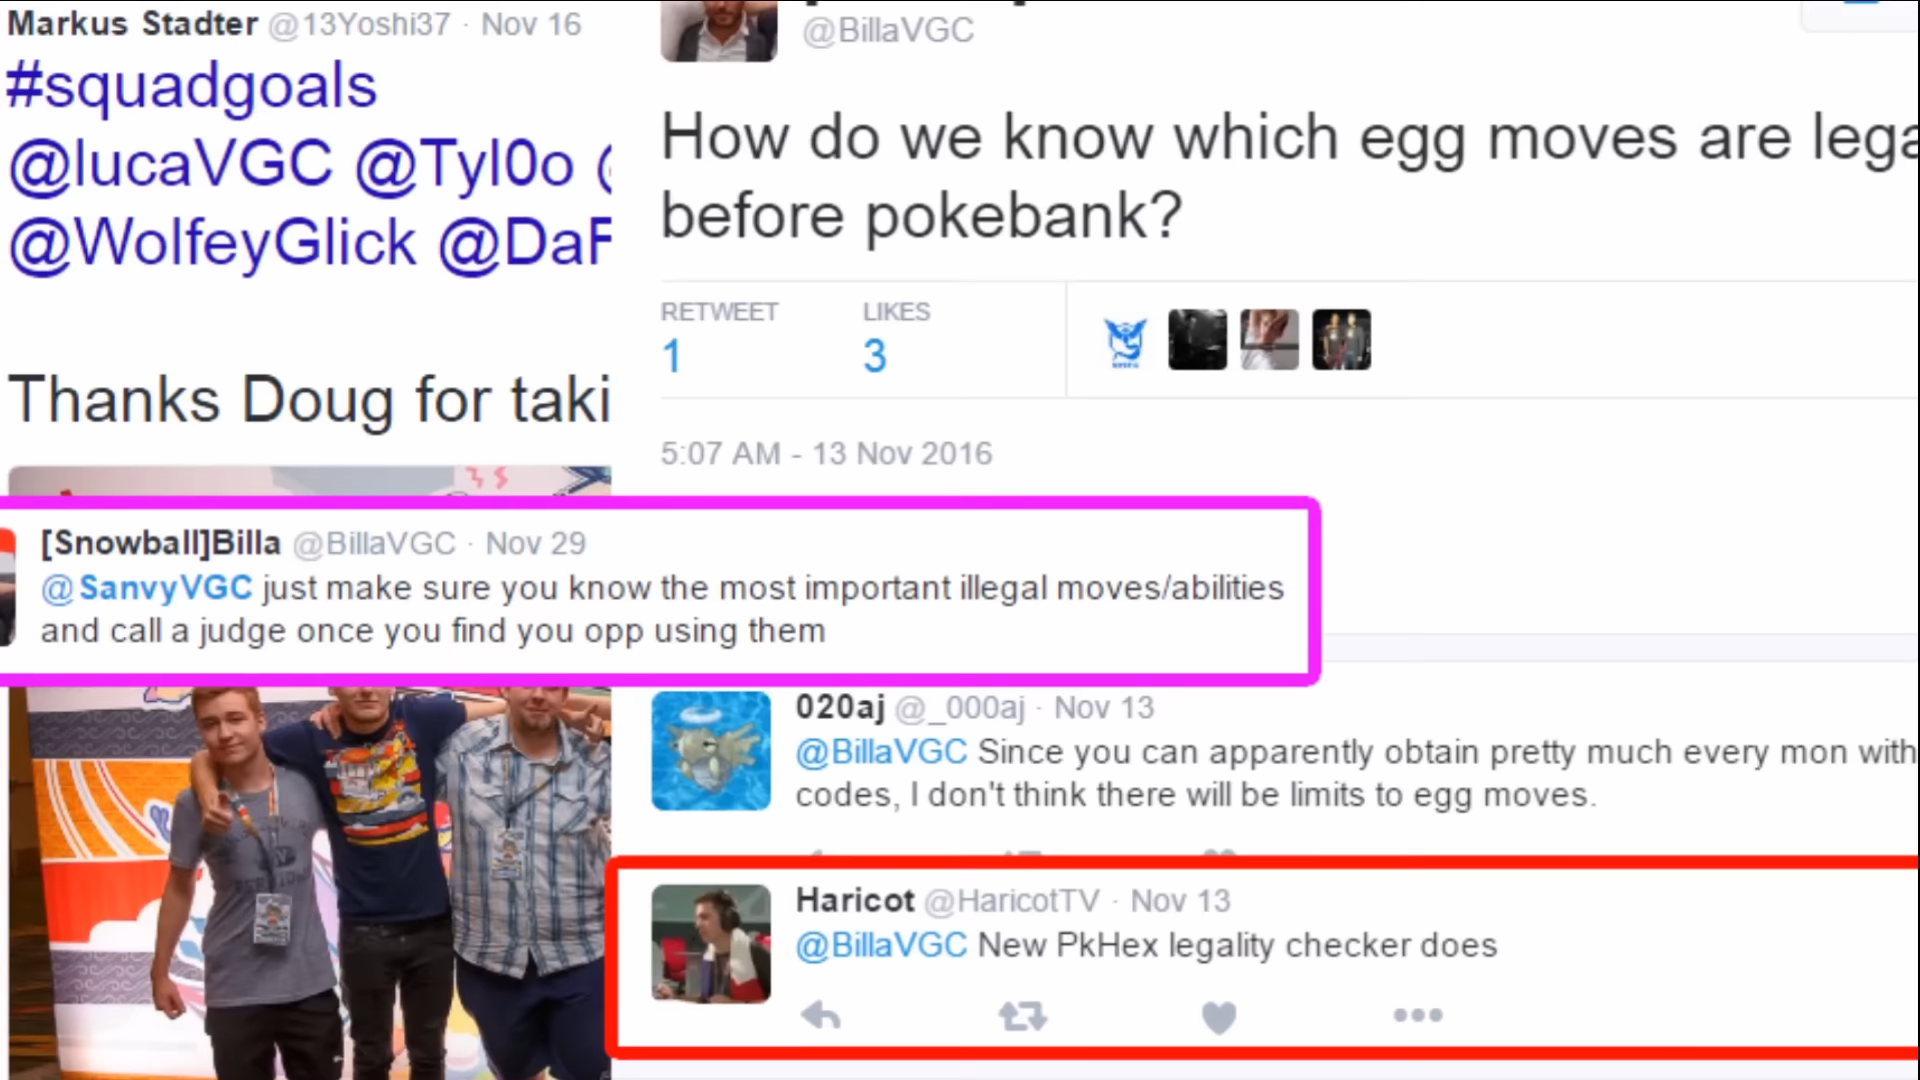 Markus Stadter @13Yoshi37 · Nov 16
#squadgoals
@lucaVGC @Tyl0o
@WolfeyGlick @DaF
Thanks Doug for taki
@BillaVGC
How do we know which egg moves are lega
before pokebank?
RETWEET LIKES
1 3
5:07 AM - 13 Nov 2016
[Snowball]Billa @BillaVGC · Nov 29
@SanvyVGC just make sure you know the most important illegal moves/abilities
and call a judge once you find you opp using them
020aj @_000aj · Nov 13
@BillaVGC Since you can apparently obtain pretty much every mon with
codes, I don't think there will be limits to egg moves.
Haricot @HaricotTV · Nov 13
@BillaVGC New PkHex legality checker does